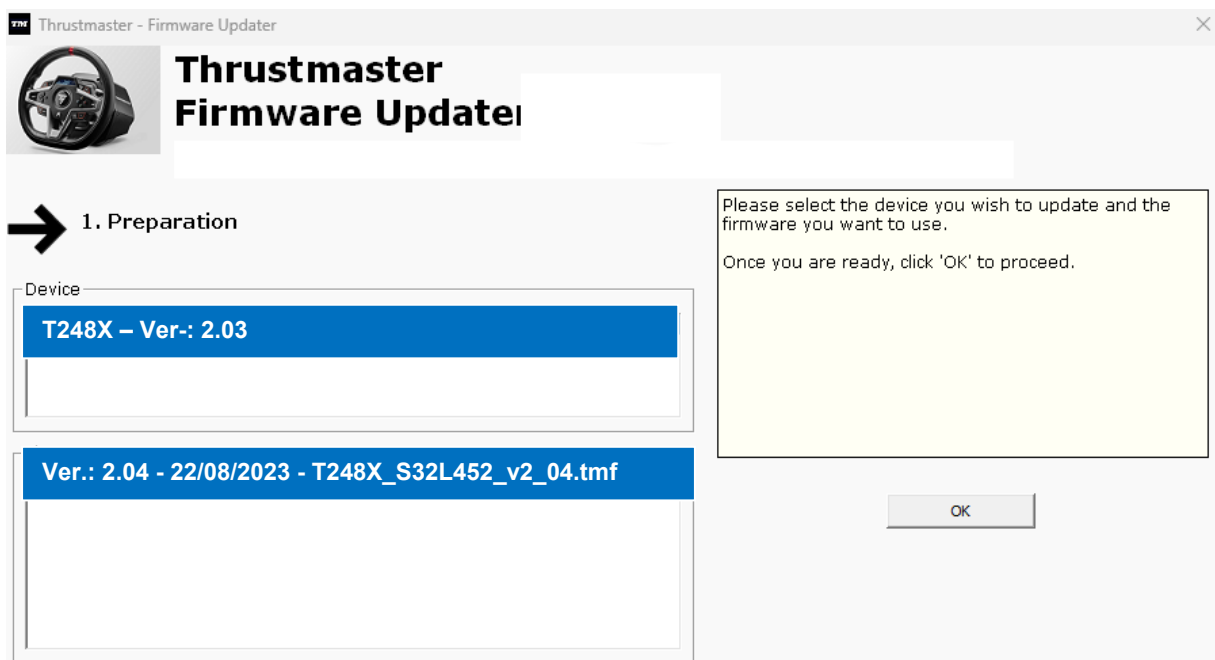 TM Thrustmaster - Firmware Updater
Thrustmaster
Firmware Update
1. Preparation
Please select the device you wish to update and the
firmware you want to use.
Once you are ready, click 'OK' to proceed.
Device
T248X – Ver-: 2.03
Ver.: 2.04 - 22/08/2023 - T248X_S32L452_v2_04.tmf
OK